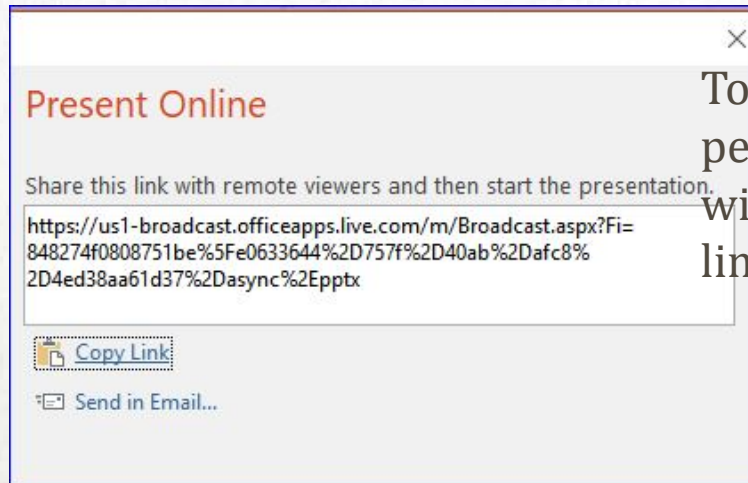 Present Online
Share this link with remote viewers and then start the presentation.
https://us1-broadcast.officeapps.live.com/m/Broadcast.aspx?Fi=
848274f0808751be%5Fe0633644%2D757f%2D40ab%2Dafc8%
2D4ed38aa61d37%2Dasync%2Epptx
Copy Link
Send in Email...
To